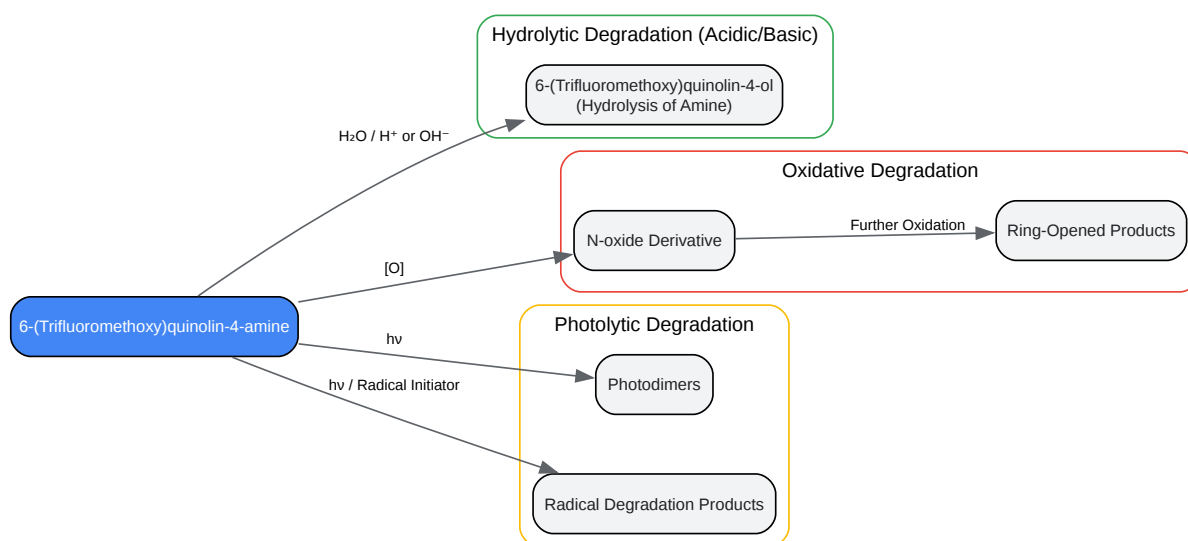 Hydrolytic Degradation (Acidic/Basic)
6-(Trifluoromethoxy)quinolin-4-ol
(Hydrolysis of Amine)
H₂O / H⁺ or OH⁻
Oxidative Degradation
N-oxide Derivative
Further Oxidation
Ring-Opened Products
[O]
6-(Trifluoromethoxy)quinolin-4-amine
Photolytic Degradation
hν
Photodimers
hν / Radical Initiator
Radical Degradation Products